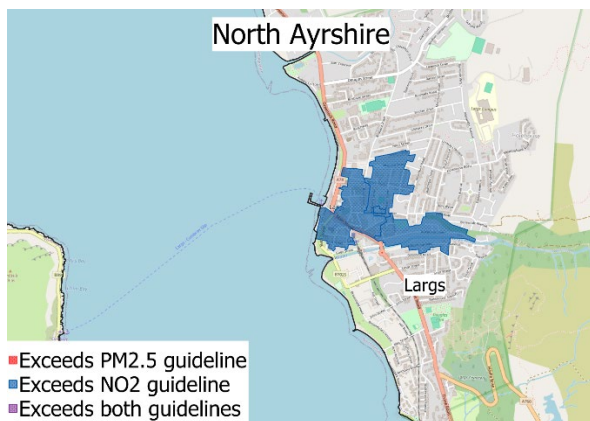 North Ayrshire
Largs
Exceeds PM2.5 guideline
Exceeds NO2 guideline
Exceeds both guidelines